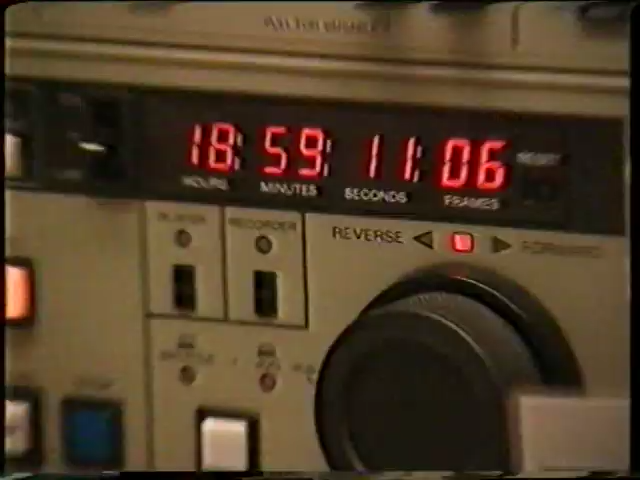 18 59 11 06
HOURS MINUTES SECONDS FRAMES
RESET
PLAYER RECORDER
REVERSE FORWARD